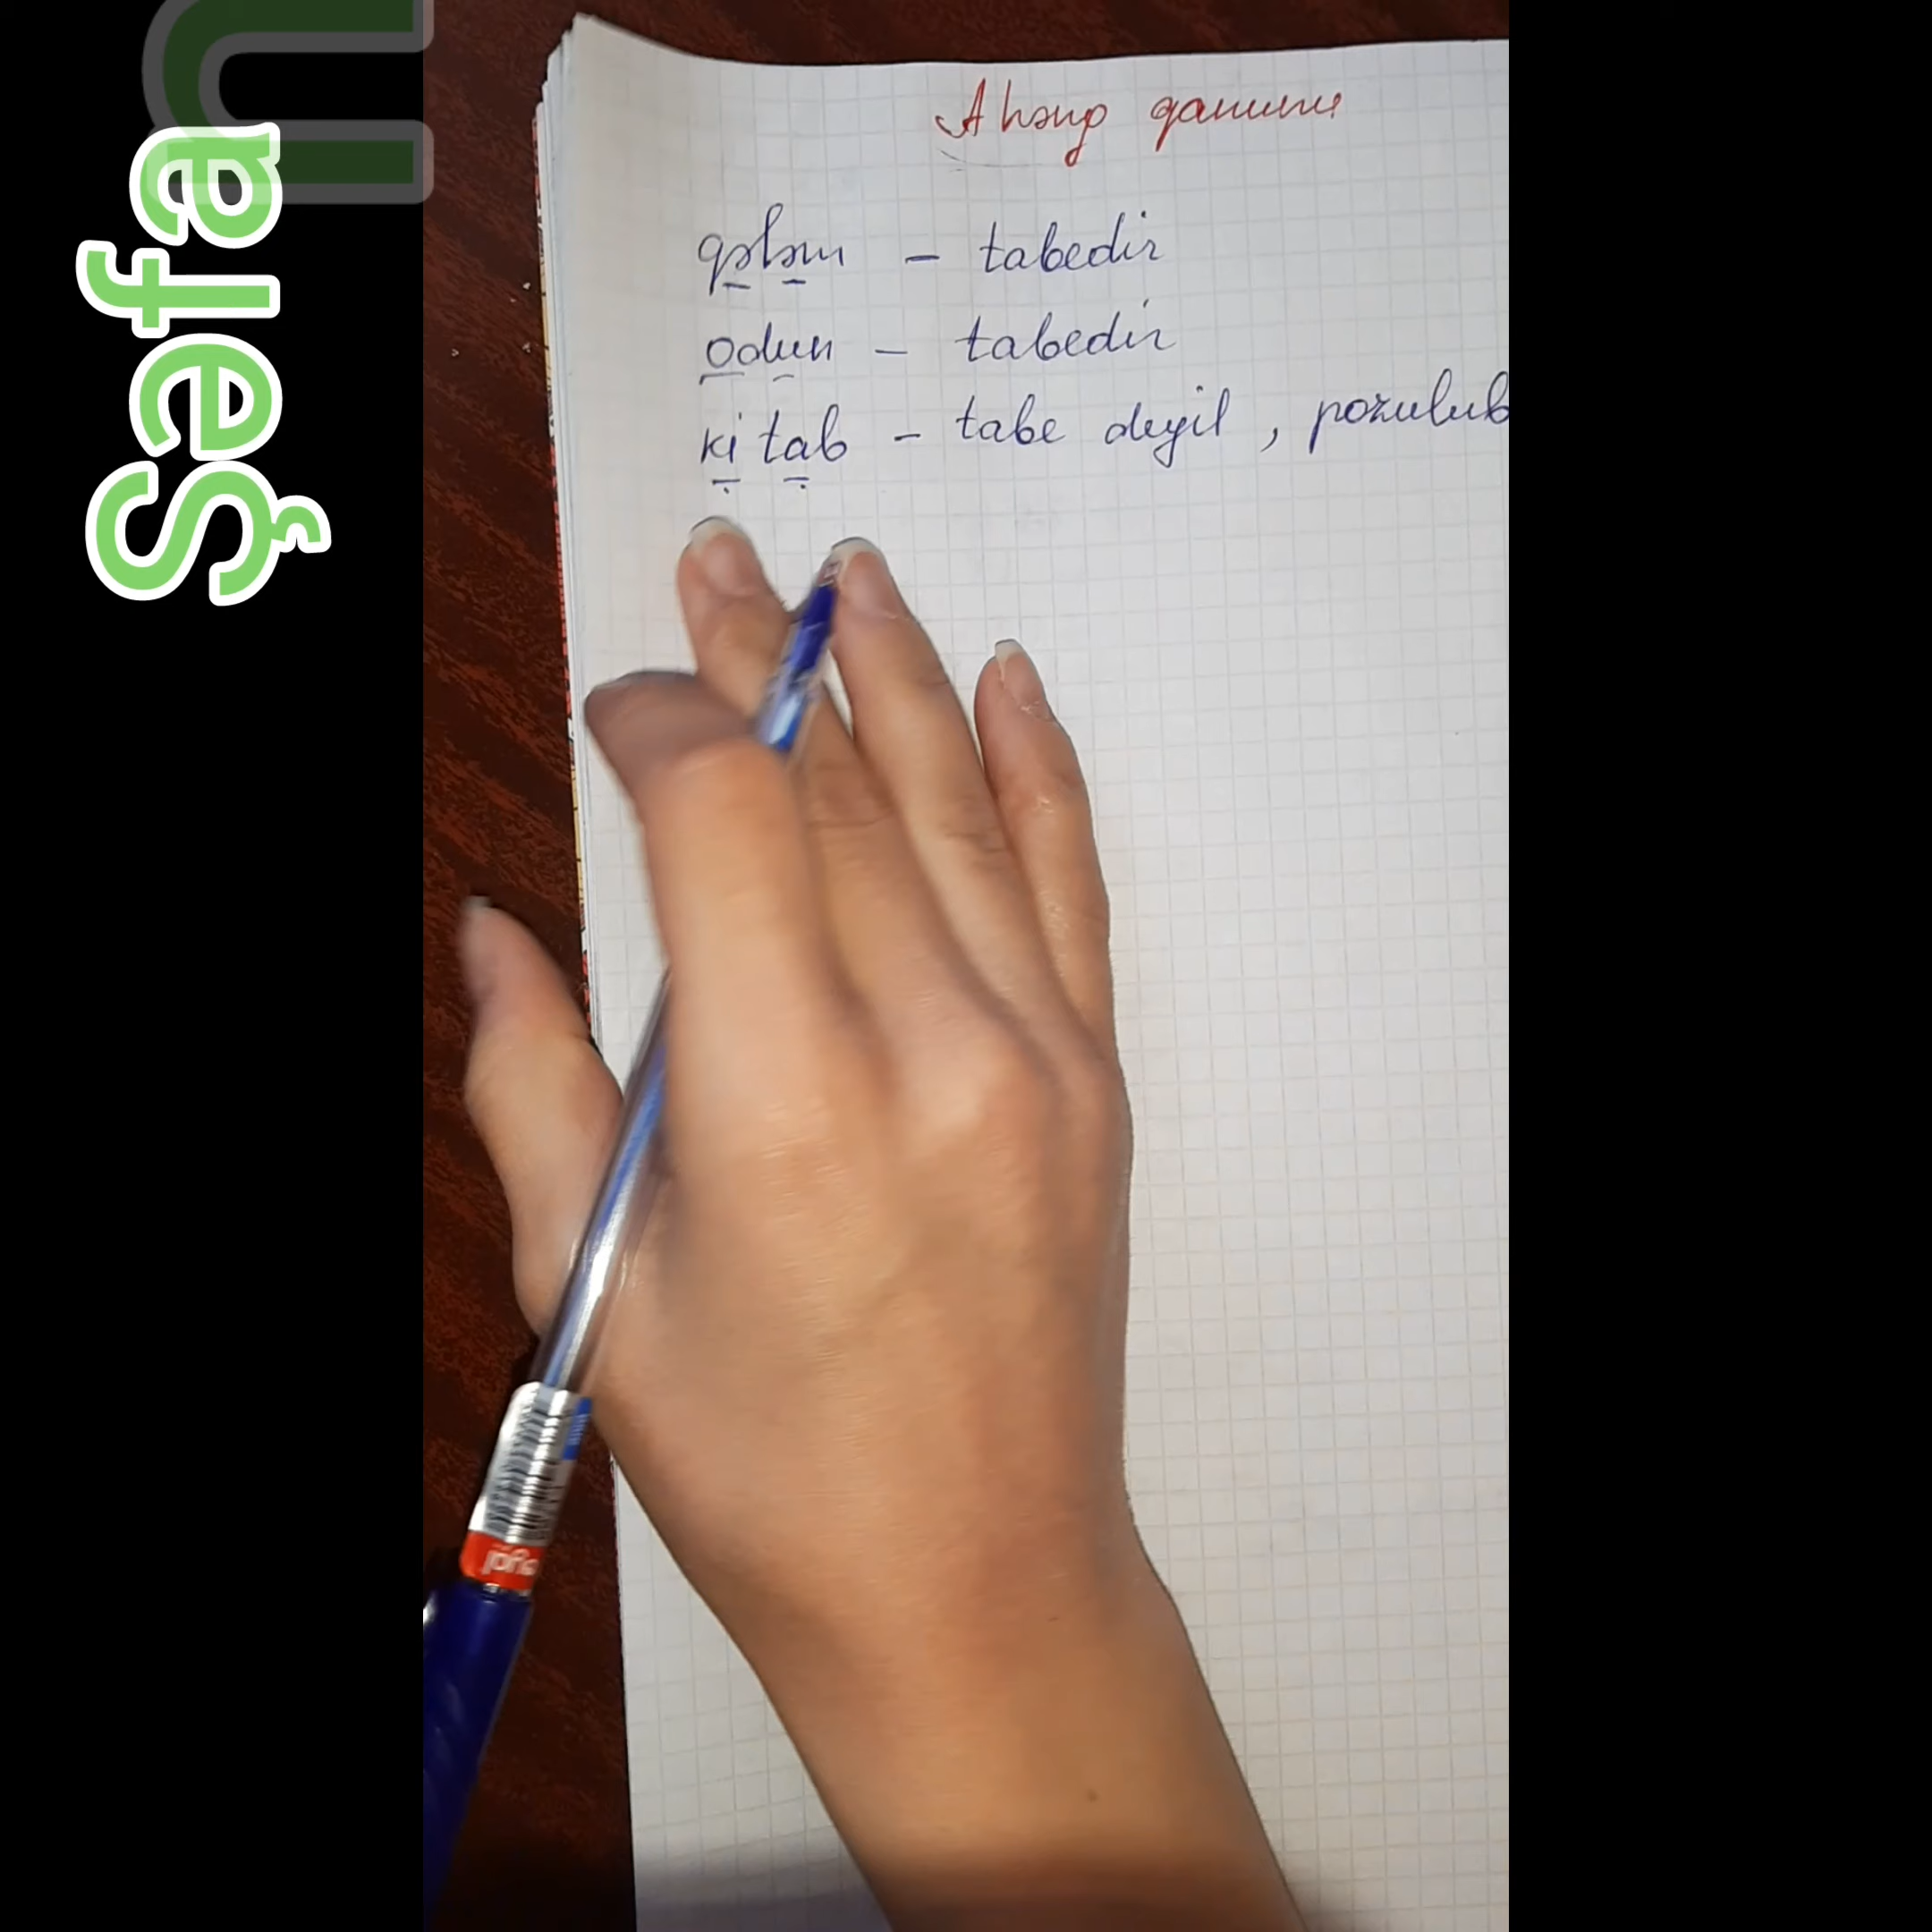 Ahəng qanunu
qələm – tabedir
odun – tabedir
kitab – tabe deyil, pozulub
Şəfa